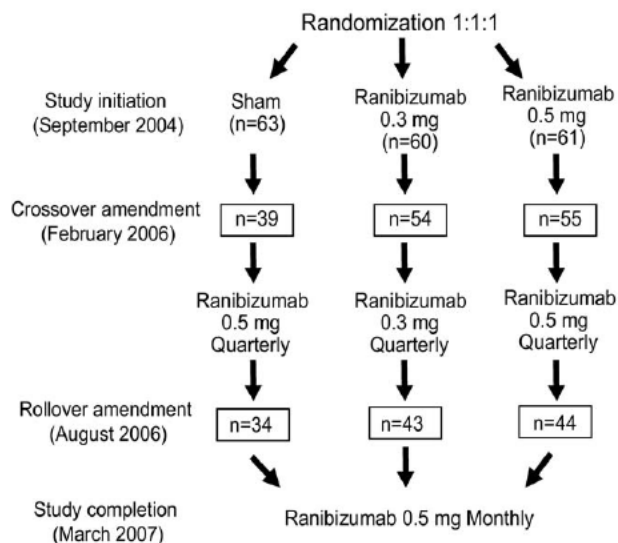 Randomization 1:1:1
Study initiation
(September 2004)
Sham
(n=63)
Ranibizumab
0.3 mg
(n=60)
Ranibizumab
0.5 mg
(n=61)
Crossover amendment
(February 2006)
n=39
n=54
n=55
Ranibizumab
0.5 mg
Quarterly
Ranibizumab
0.3 mg
Quarterly
Ranibizumab
0.5 mg
Quarterly
Rollover amendment
(August 2006)
n=34
n=43
n=44
Study completion
(March 2007)
Ranibizumab 0.5 mg Monthly